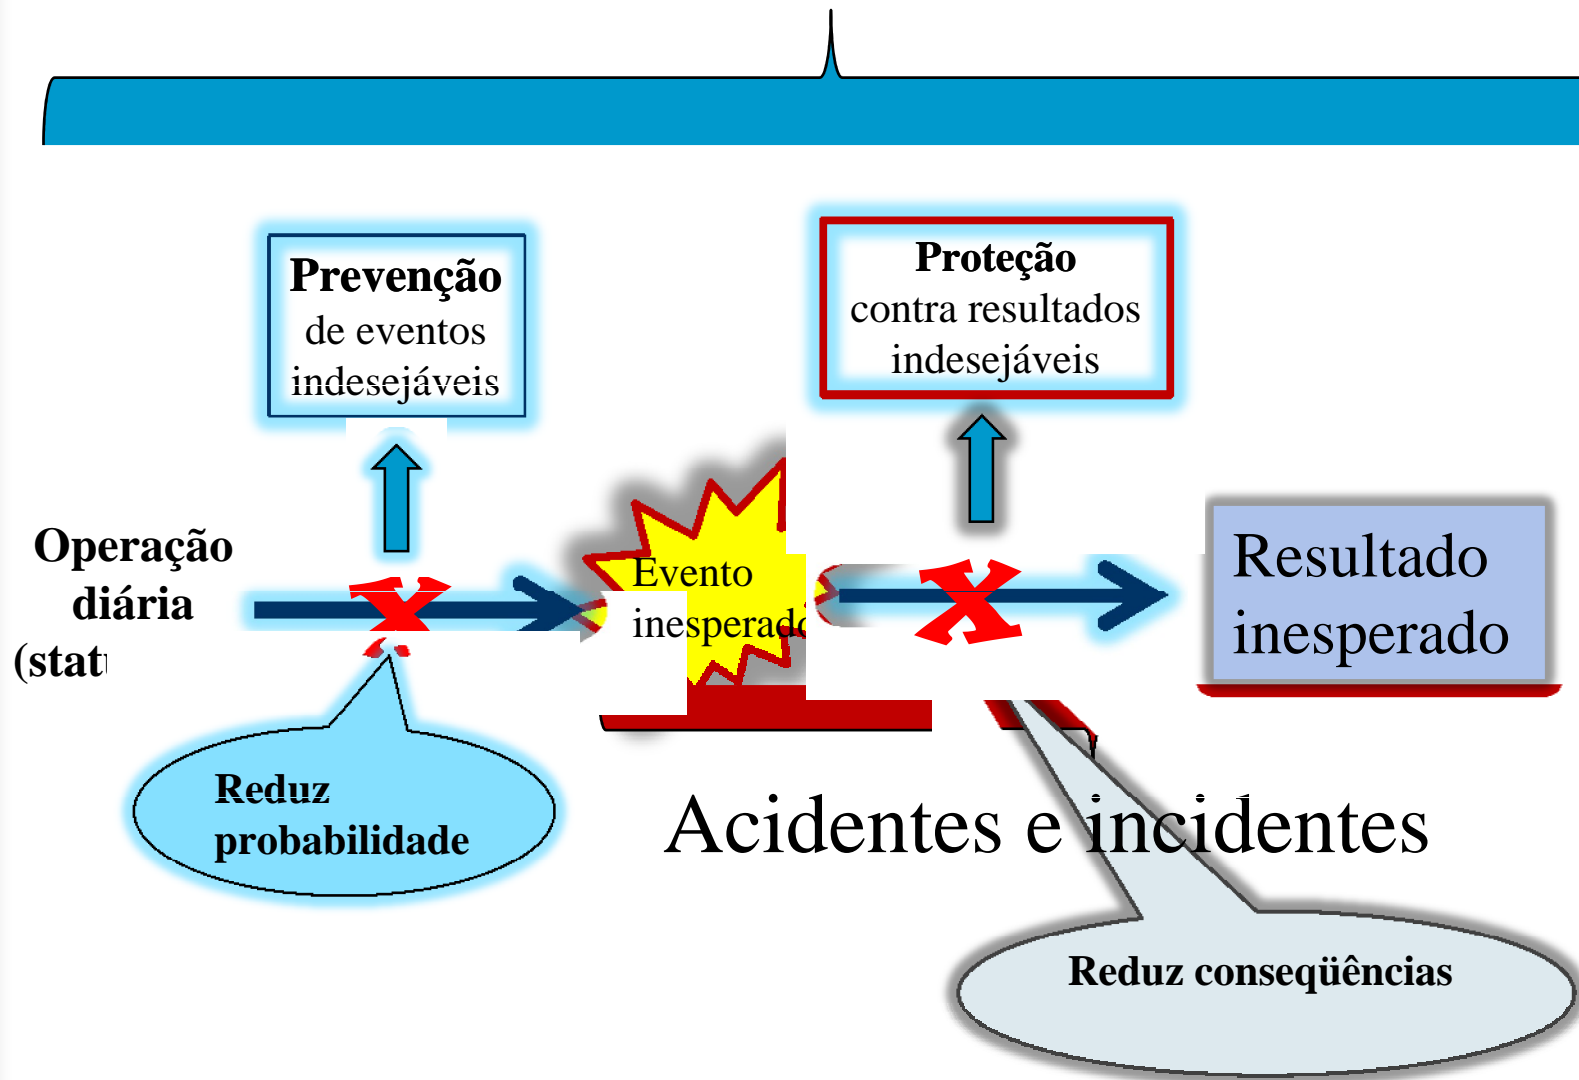 Prevenção
de eventos
indesejáveis
Proteção
contra resultados
indesejáveis
Operação
diária
Evento
inesperado
Resultado
inesperado
Reduz
probabilidade
Acidentes e incidentes
Reduz conseqüências